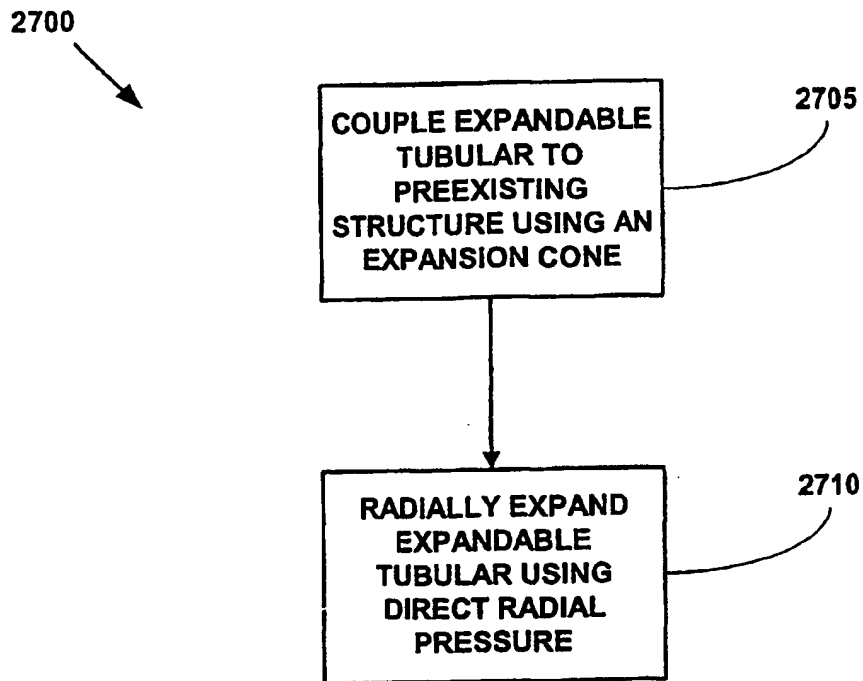 2700
2705
COUPLE EXPANDABLE
TUBULAR TO
PREEXISTING
STRUCTURE USING AN
EXPANSION CONE
2710
RADIALLY EXPAND
EXPANDABLE
TUBULAR USING
DIRECT RADIAL
PRESSURE